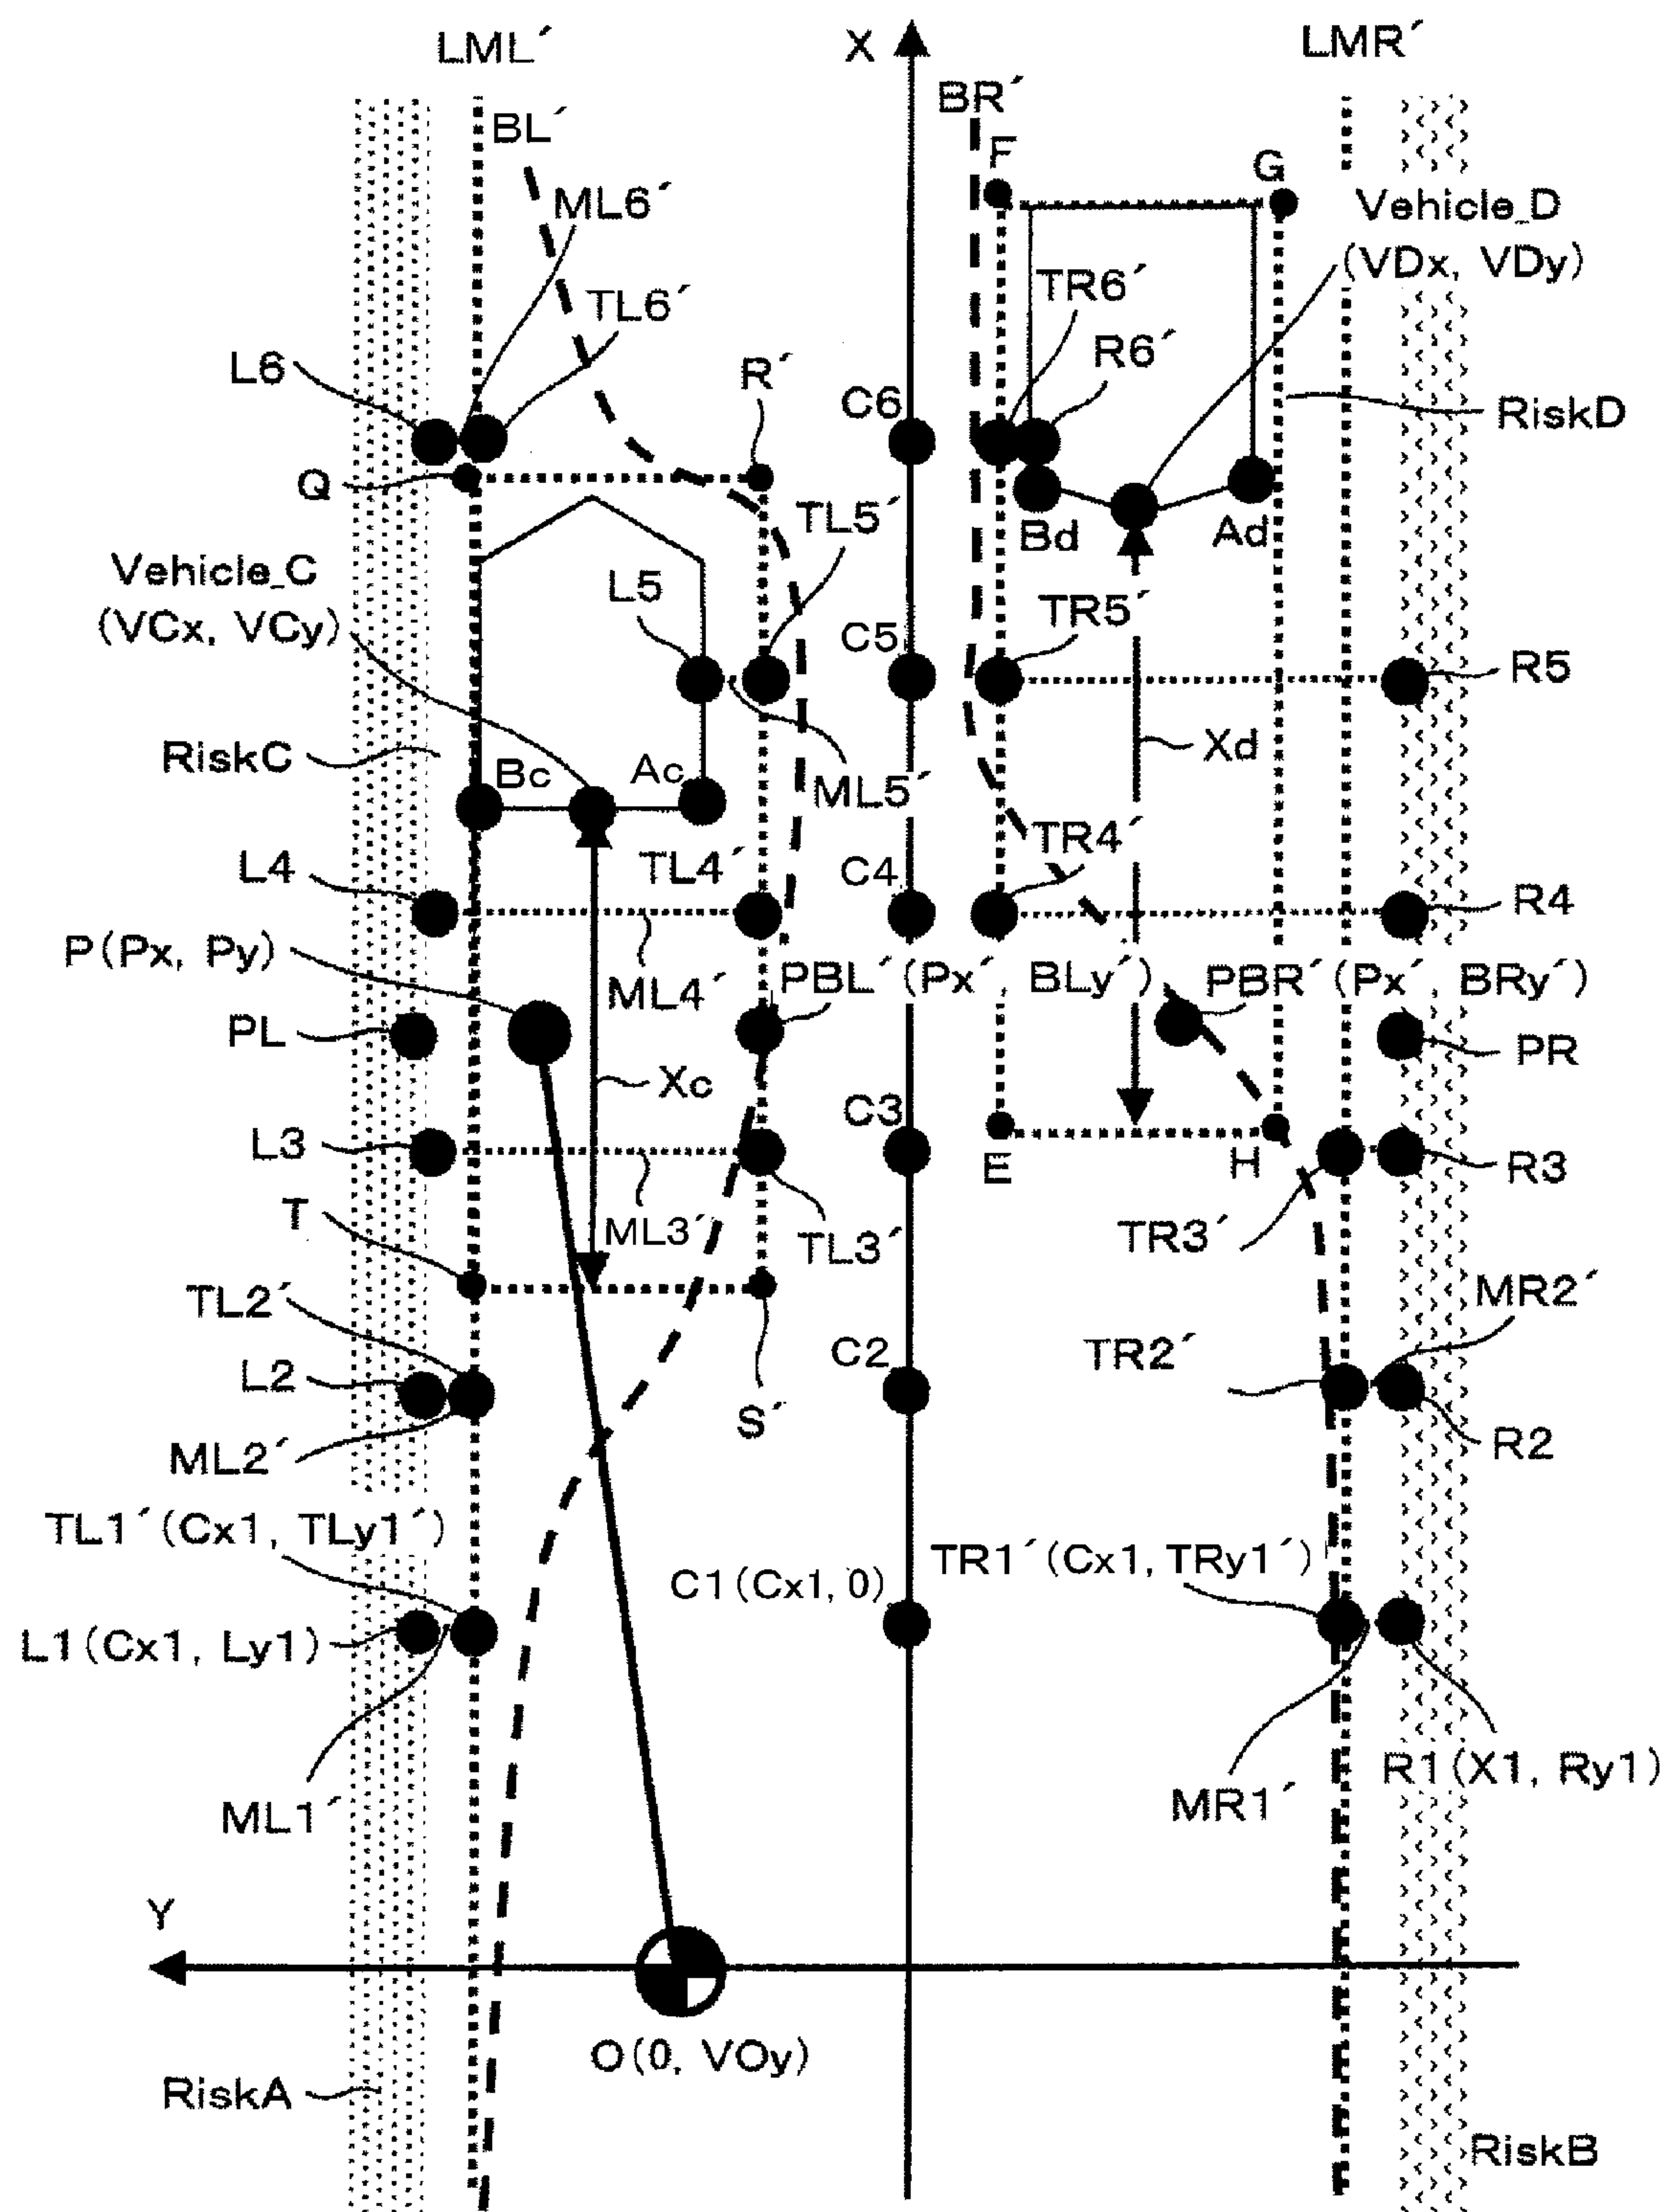 LML´
X
LMR´
BL´
BR´
F
G
ML6´
Vehicle_D
(VDx, VDy)
TL6´
TR6´
L6
R´
R6´
C6
RiskD
Q
TL5´
Bd
Ad
Vehicle_C
(VCx, VCy)
L5
C5
TR5´
R5
RiskC
Bc
Ac
ML5´
Xd
L4
TL4´
C4
TR4´
R4
P(Px, Py)
ML4´
PBL´(Px´, BLy´)
PBR´(Px´, BRy´)
PL
PR
Xc
C3
L3
E
H
R3
T
ML3´
TL3´
TR3´
TL2´
MR2´
L2
C2
TR2´
S´
ML2´
R2
TL1´(Cx1, TLy1´)
TR1´(Cx1, TRy1´)
C1(Cx1, 0)
L1(Cx1, Ly1)
R1(X1, Ry1)
ML1´
MR1´
Y
O(0, VOy)
RiskA
RiskB